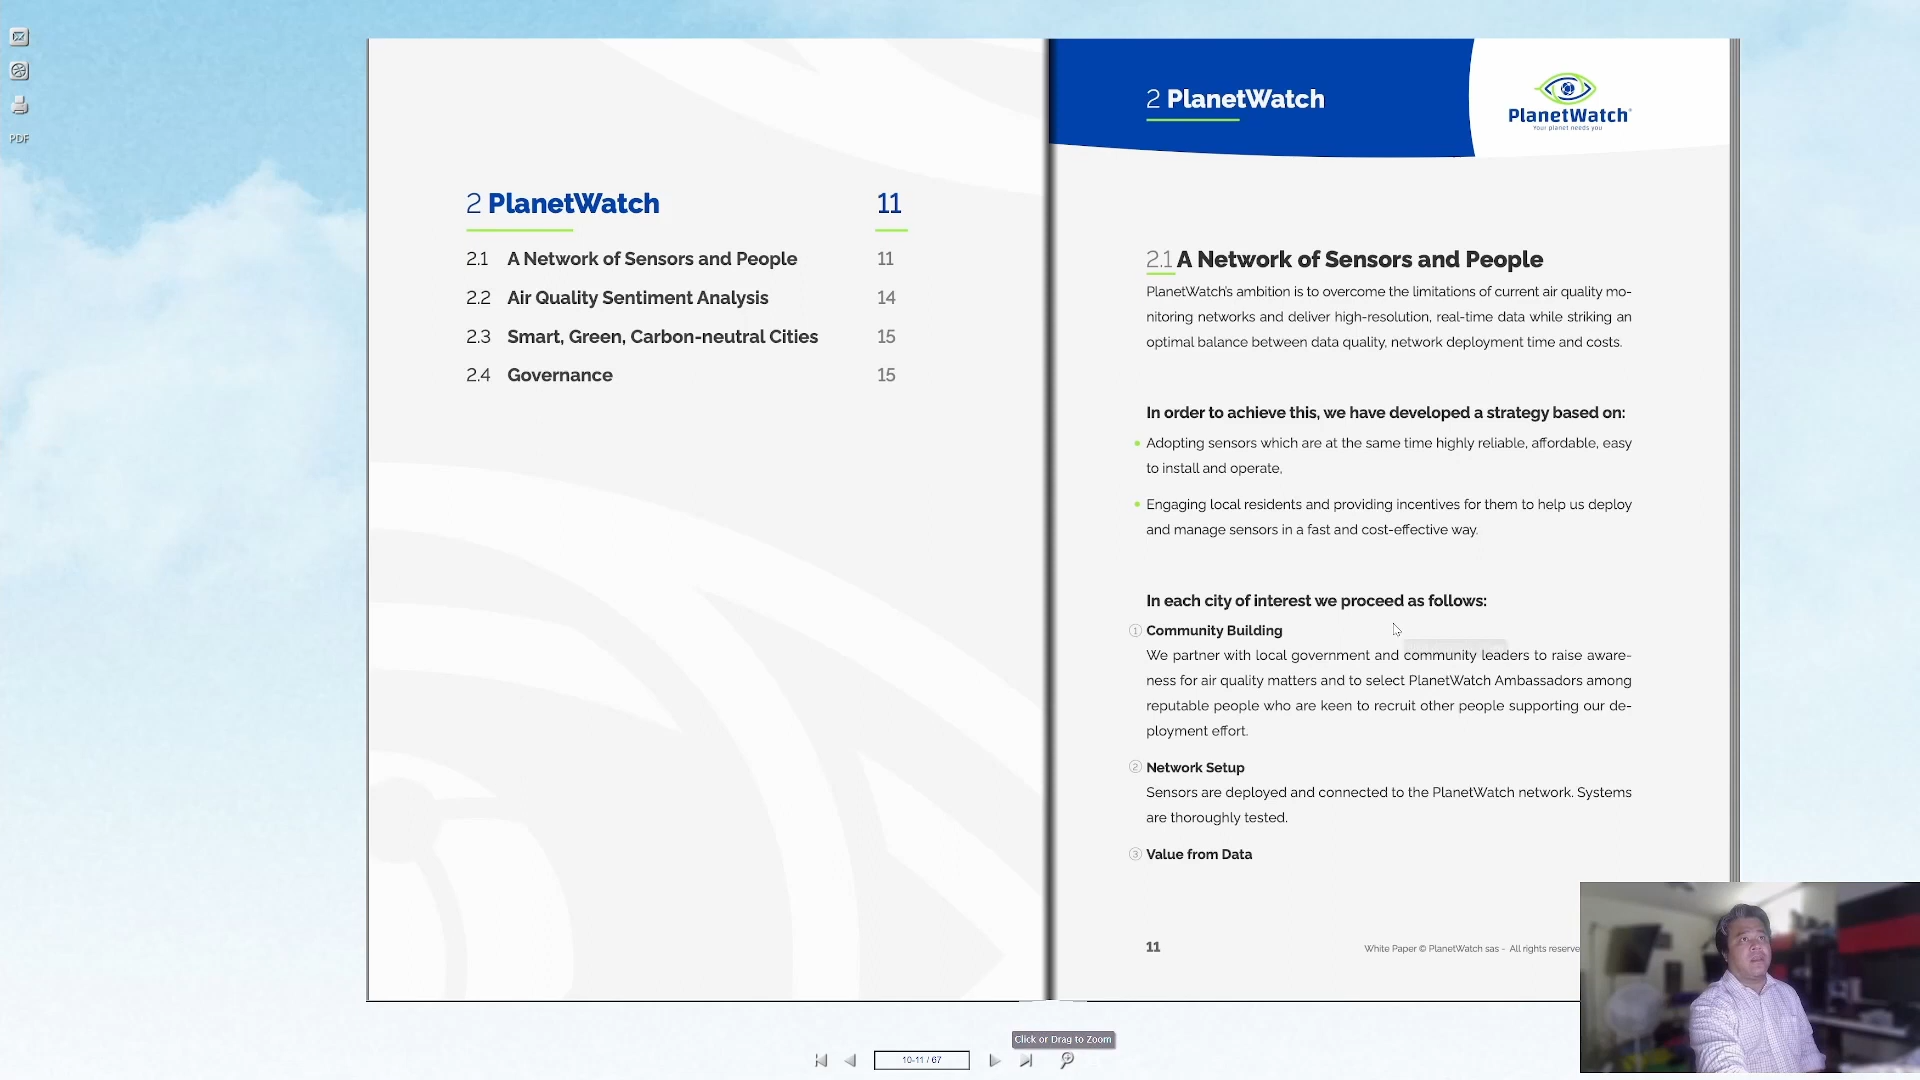 PDF
2 PlanetWatch 11
2.1 A Network of Sensors and People 11
2.2 Air Quality Sentiment Analysis 14
2.3 Smart, Green, Carbon-neutral Cities 15
2.4 Governance 15
2 PlanetWatch
PlanetWatch
Your planet needs you
2.1 A Network of Sensors and People
PlanetWatch's ambition is to overcome the limitations of current air quality mo-
nitoring networks and deliver high-resolution, real-time data while striking an
optimal balance between data quality, network deployment time and costs.
In order to achieve this, we have developed a strategy based on:
• Adopting sensors which are at the same time highly reliable, affordable, easy
to install and operate,
• Engaging local residents and providing incentives for them to help us deploy
and manage sensors in a fast and cost-effective way.
In each city of interest we proceed as follows:
① Community Building
We partner with local government and community leaders to raise aware-
ness for air quality matters and to select PlanetWatch Ambassadors among
reputable people who are keen to recruit other people supporting our de-
ployment effort.
② Network Setup
Sensors are deployed and connected to the PlanetWatch network. Systems
are thoroughly tested.
③ Value from Data
11 White Paper © PlanetWatch sas - All rights reserve
Click or Drag to Zoom
10-11 / 67